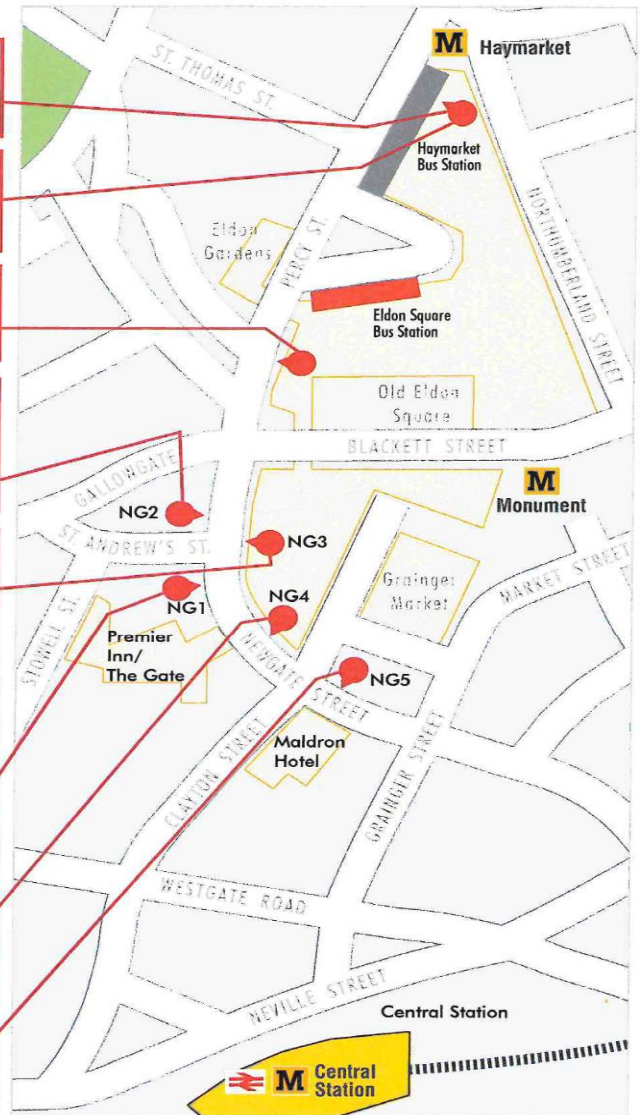 ST. THOMAS ST.
M Haymarket
Haymarket
Bus Station
NORTHUMBERLAND STREET
Eldon
Gardens
PERCY ST.
Eldon Square
Bus Station
Old Eldon
Square
BLACKETT STREET
GALLOWGATE
M
Monument
NG2
ST. ANDREW'S ST.
NG3
MARKET STREET
Grainger
Market
NG1
NG4
STOWELL ST.
Premier
Inn/
The Gate
NEWGATE STREET
NG5
CLAYTON STREET
Maldron
Hotel
GRAINGER STREET
WESTGATE ROAD
NEVILLE STREET
Central Station
M Central
Station